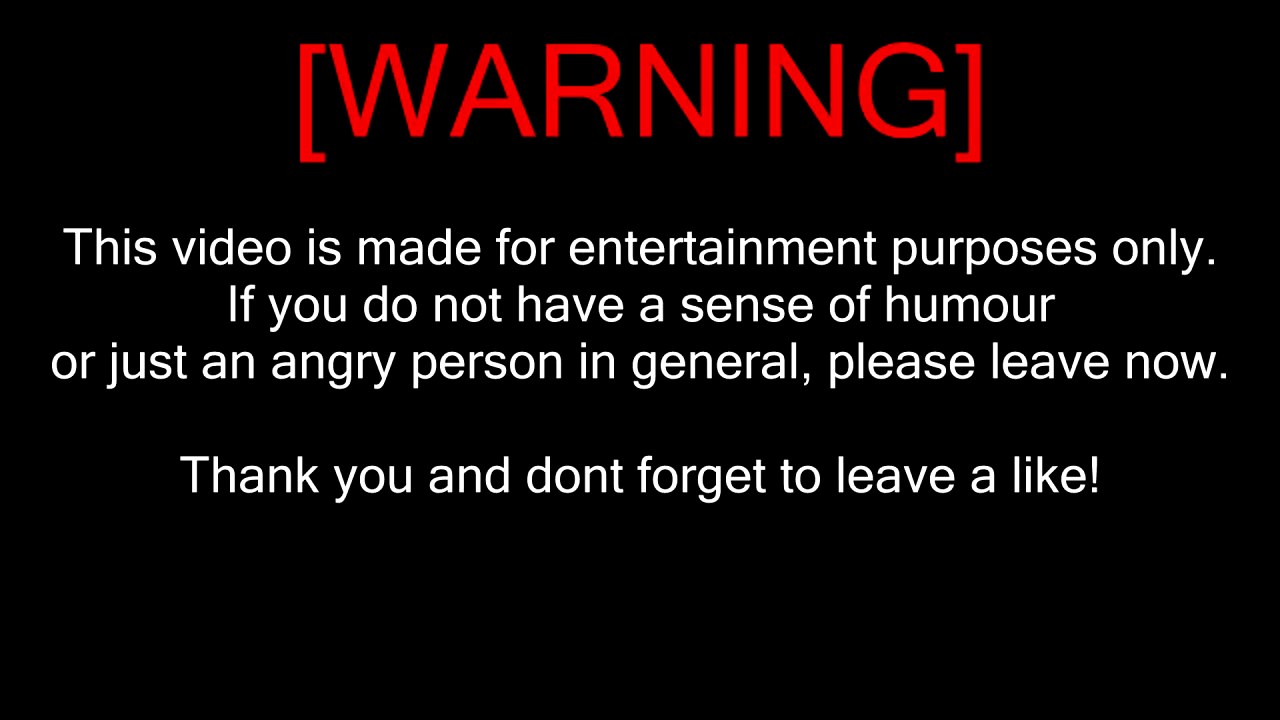 [WARNING]
This video is made for entertainment purposes only.
If you do not have a sense of humour
or just an angry person in general, please leave now.
Thank you and dont forget to leave a like!